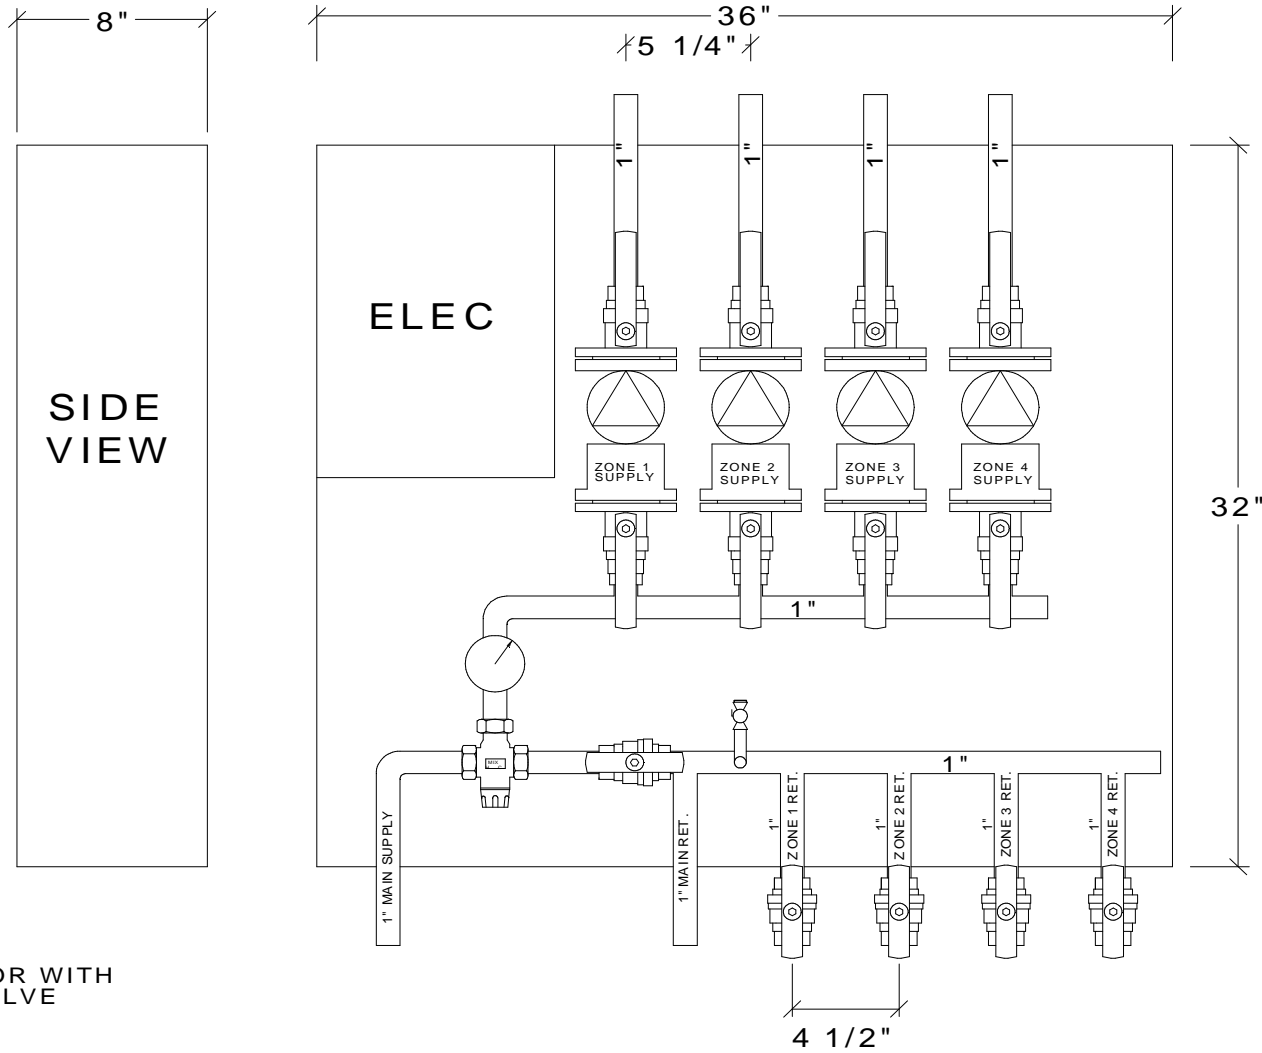 8"
36"
5 1/4"
1"
1"
1"
1"
ELEC
SIDE
VIEW
ZONE 1
SUPPLY
ZONE 2
SUPPLY
ZONE 3
SUPPLY
ZONE 4
SUPPLY
32"
1"
MIX
1"
1" MAIN SUPPLY
1" MAIN RET.
1"
ZONE 1 RET.
1"
ZONE 2 RET.
1"
ZONE 3 RET.
1"
ZONE 4 RET.
OR WITH
LVE
4 1/2"